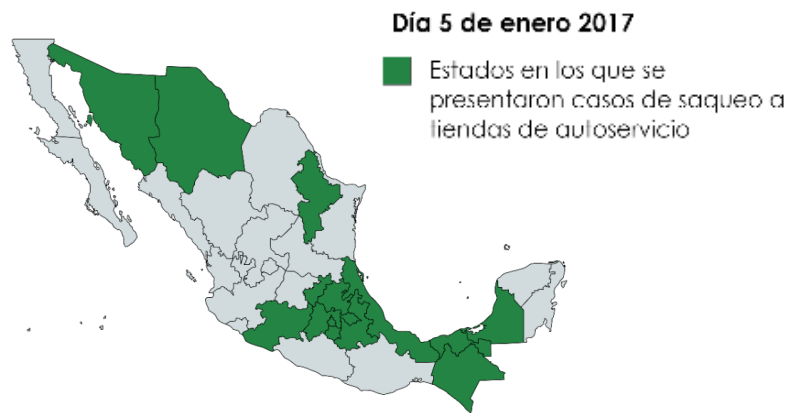 Día 5 de enero 2017
Estados en los que se
presentaron casos de saqueo a
tiendas de autoservicio